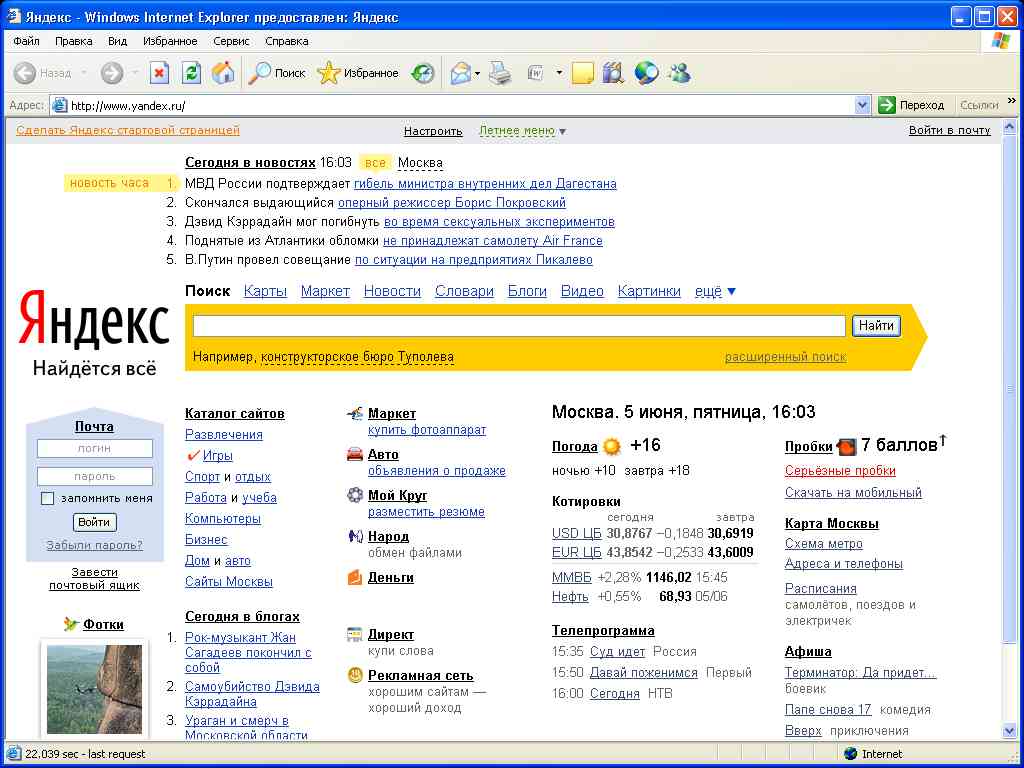 Яндекс - Windows Internet Explorer предоставлен: Яндекс
Файл Правка Вид Избранное Сервис Справка
Назад Поиск Избранное
Адрес: http://www.yandex.ru/ Переход Ссылки »
Сделать Яндекс стартовой страницей Настроить Летнее меню ▼ Войти в почту
Сегодня в новостях 16:03 все Москва
новость часа 1. МВД России подтверждает гибель министра внутренних дел Дагестана
2. Скончался выдающийся оперный режиссер Борис Покровский
3. Дэвид Кэррадайн мог погибнуть во время сексуальных экспериментов
4. Поднятые из Атлантики обломки не принадлежат самолету Air France
5. В.Путин провел совещание по ситуации на предприятиях Пикалево
Поиск Карты Маркет Новости Словари Блоги Видео Картинки ещё ▼
Яндекс
Найдётся всё
Найти
Например, конструкторское бюро Туполева расширенный поиск
Почта
логин
пароль
запомнить меня
Войти
Забыли пароль?
Завести
почтовый ящик
Фотки
Каталог сайтов
Развлечения
Игры
Спорт и отдых
Работа и учеба
Компьютеры
Бизнес
Дом и авто
Сайты Москвы
Сегодня в блогах
1. Рок-музыкант Жан
Сагадеев покончил с
собой
2. Самоубийство Дэвида
Кэррадайна
3. Ураган и смерч в
Московской области
Маркет
купить фотоаппарат
Авто
объявления о продаже
Мой Круг
разместить резюме
Народ
обмен файлами
Деньги
Директ
купи слова
Рекламная сеть
хорошим сайтам —
хороший доход
Москва. 5 июня, пятница, 16:03
Погода +16
ночью +10 завтра +18
Котировки
сегодня завтра
USD ЦБ 30,8767 −0,1848 30,6919
EUR ЦБ 43,8542 −0,2533 43,6009
ММВБ +2,28% 1146,02 15:45
Нефть +0,55% 68,93 05/06
Телепрограмма
15:35 Суд идет Россия
15:50 Давай поженимся Первый
16:00 Сегодня НТВ
Пробки 7 баллов↑
Серьёзные пробки
Скачать на мобильный
Карта Москвы
Схема метро
Адреса и телефоны
Расписания
самолётов, поездов и
электричек
Афиша
Терминатор: Да придет...
боевик
Папе снова 17 комедия
Вверх приключения
22,039 sec - last request Internet